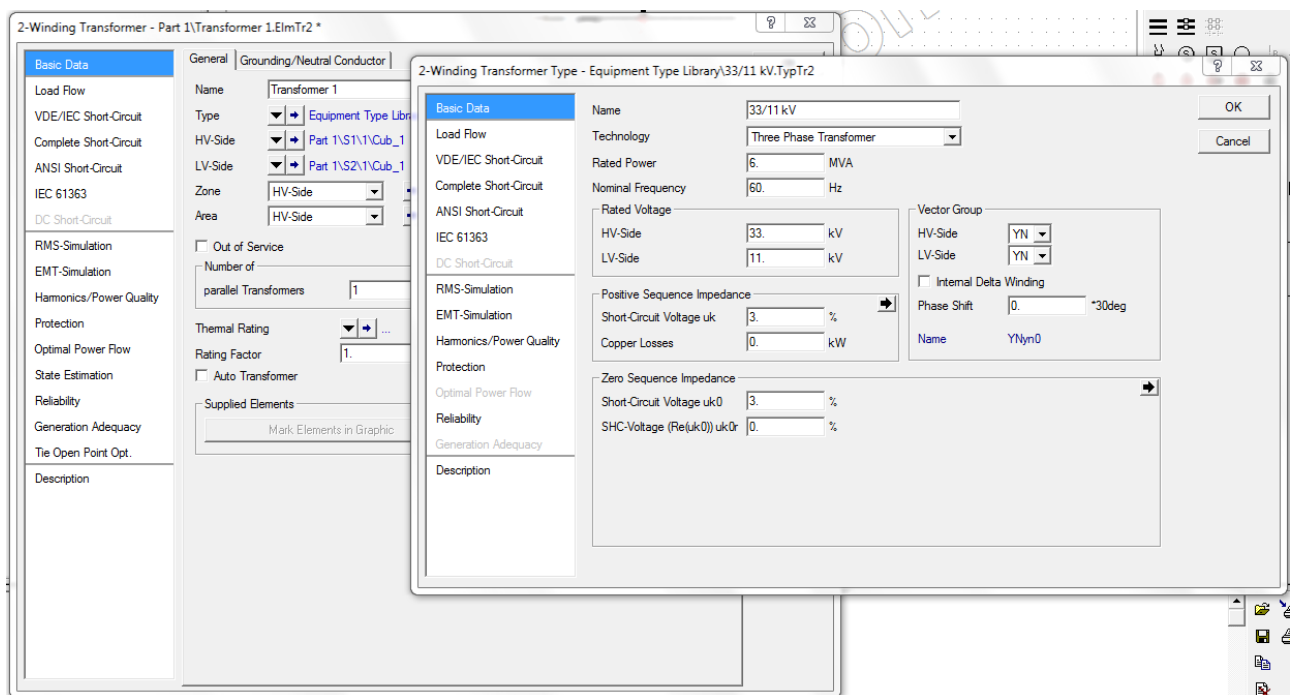 2-Winding Transformer - Part 1\Transformer 1.ElmTr2 *
Basic Data
Load Flow
VDE/IEC Short-Circuit
Complete Short-Circuit
ANSI Short-Circuit
IEC 61363
DC Short-Circuit
RMS-Simulation
EMT-Simulation
Harmonics/Power Quality
Protection
Optimal Power Flow
State Estimation
Reliability
Generation Adequacy
Tie Open Point Opt.
Description
General
Grounding/Neutral Conductor
Name Transformer 1
Type Equipment Type
HV-Side Part 1\S1\1\Cub_1
LV-Side Part 1\S2\1\Cub_1
Zone HV-Side
Area HV-Side
Out of Service
Number of
parallel Transformers 1
Thermal Rating ...
Rating Factor 1.
Auto Transformer
Supplied Elements
Mark Elements in Graphic
2-Winding Transformer Type - Equipment Type Library\33/11 kV.TypTr2
Basic Data
Load Flow
VDE/IEC Short-Circuit
Complete Short-Circuit
ANSI Short-Circuit
IEC 61363
DC Short-Circuit
RMS-Simulation
EMT-Simulation
Harmonics/Power Quality
Protection
Optimal Power Flow
Reliability
Generation Adequacy
Description
Name 33/11 kV
Technology Three Phase Transformer
Rated Power 6. MVA
Nominal Frequency 60. Hz
Rated Voltage
HV-Side 33. kV
LV-Side 11. kV
Vector Group
HV-Side YN
LV-Side YN
Internal Delta Winding
Phase Shift 0. *30deg
Name YNyn0
Positive Sequence Impedance
Short-Circuit Voltage uk 3. %
Copper Losses 0. kW
Zero Sequence Impedance
Short-Circuit Voltage uk0 3. %
SHC-Voltage (Re(uk0)) uk0r 0. %
OK
Cancel